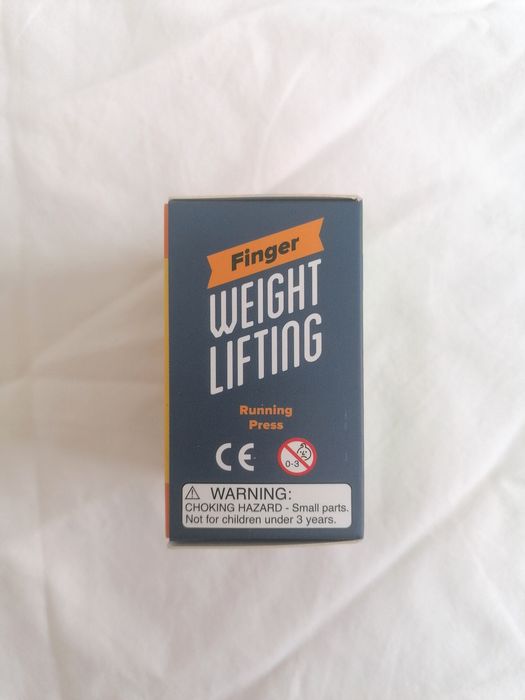 Finger
WEIGHT
LIFTING
Running
Press
CE
0-3
WARNING:
CHOKING HAZARD - Small parts.
Not for children under 3 years.